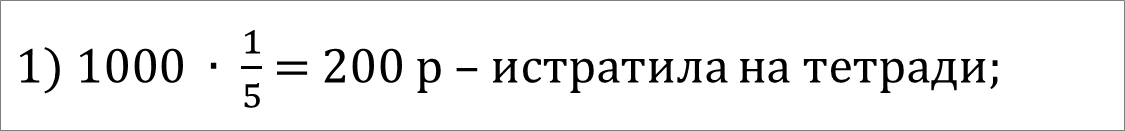 1) 1000 · 1/5 = 200 р – истратила на тетради;